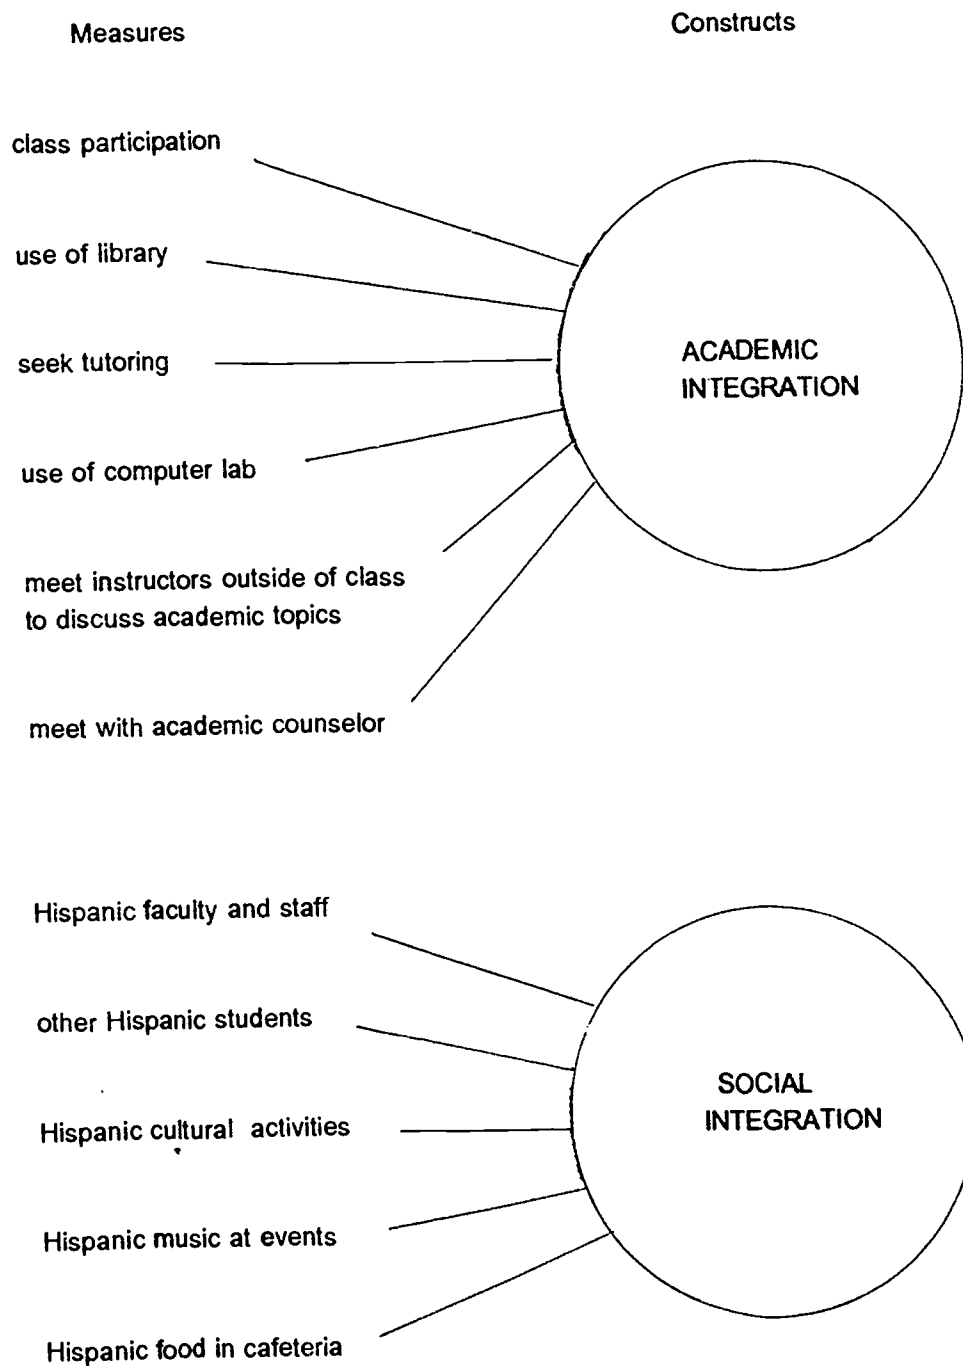 Measures
Constructs
class participation
use of library
seek tutoring
use of computer lab
meet instructors outside of class
to discuss academic topics
meet with academic counselor
ACADEMIC
INTEGRATION
Hispanic faculty and staff
other Hispanic students
Hispanic cultural activities
Hispanic music at events
Hispanic food in cafeteria
SOCIAL
INTEGRATION